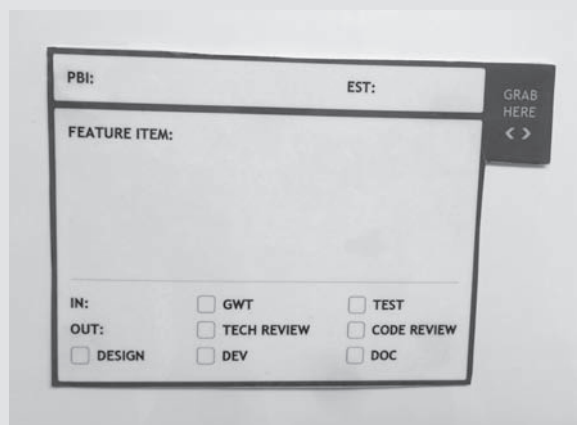 PBI: EST:
GRAB
HERE
< >
FEATURE ITEM:
IN: GWT TEST
OUT: TECH REVIEW CODE REVIEW
DESIGN DEV DOC